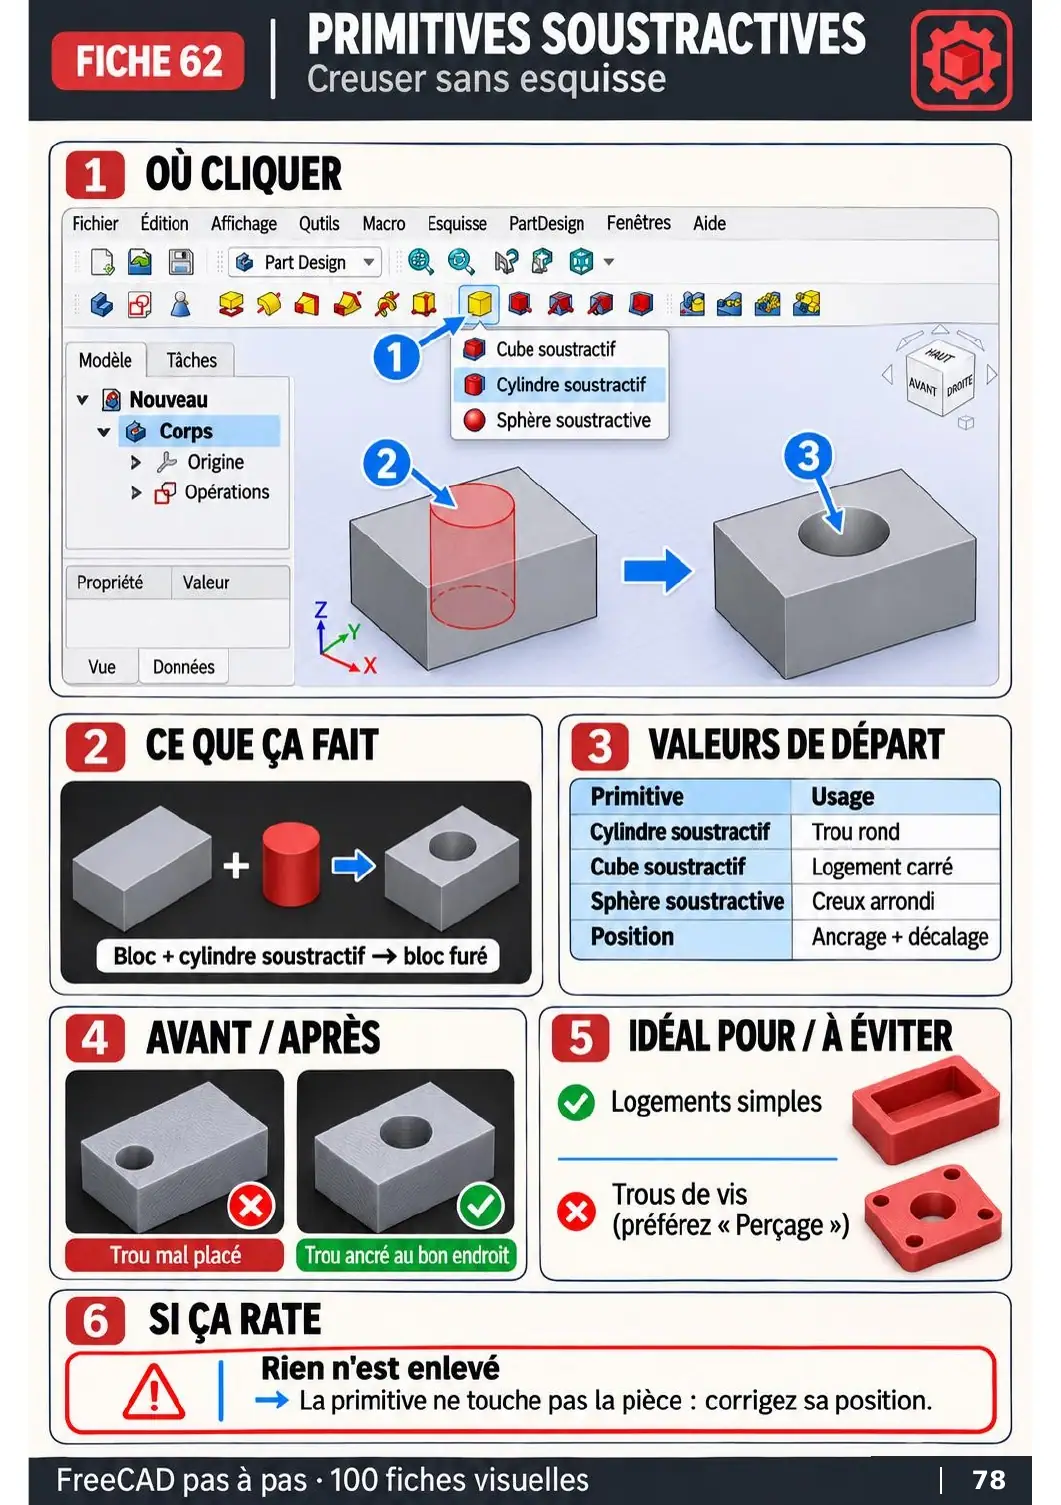 FICHE 62
PRIMITIVES SOUSTRACTIVES
Creuser sans esquisse
1 OÙ CLIQUER
Fichier Édition Affichage Outils Macro Esquisse PartDesign Fenêtres Aide
Part Design
1
Cube soustractif
Cylindre soustractif
Sphère soustractive
Modèle Tâches
Nouveau
Corps
Origine
Opérations
Propriété Valeur
Vue Données
HAUT
AVANT DROITE
2
3
Z
Y
X
2 CE QUE ÇA FAIT
+
Bloc + cylindre soustractif → bloc furé
3 VALEURS DE DÉPART
Primitive Usage
Cylindre soustractif Trou rond
Cube soustractif Logement carré
Sphère soustractive Creux arrondi
Position Ancrage + décalage
4 AVANT / APRÈS
Trou mal placé
Trou ancré au bon endroit
5 IDÉAL POUR / À ÉVITER
Logements simples
Trous de vis
(préférez « Perçage »)
6 SI ÇA RATE
Rien n'est enlevé
→ La primitive ne touche pas la pièce : corrigez sa position.
FreeCAD pas à pas · 100 fiches visuelles | 78